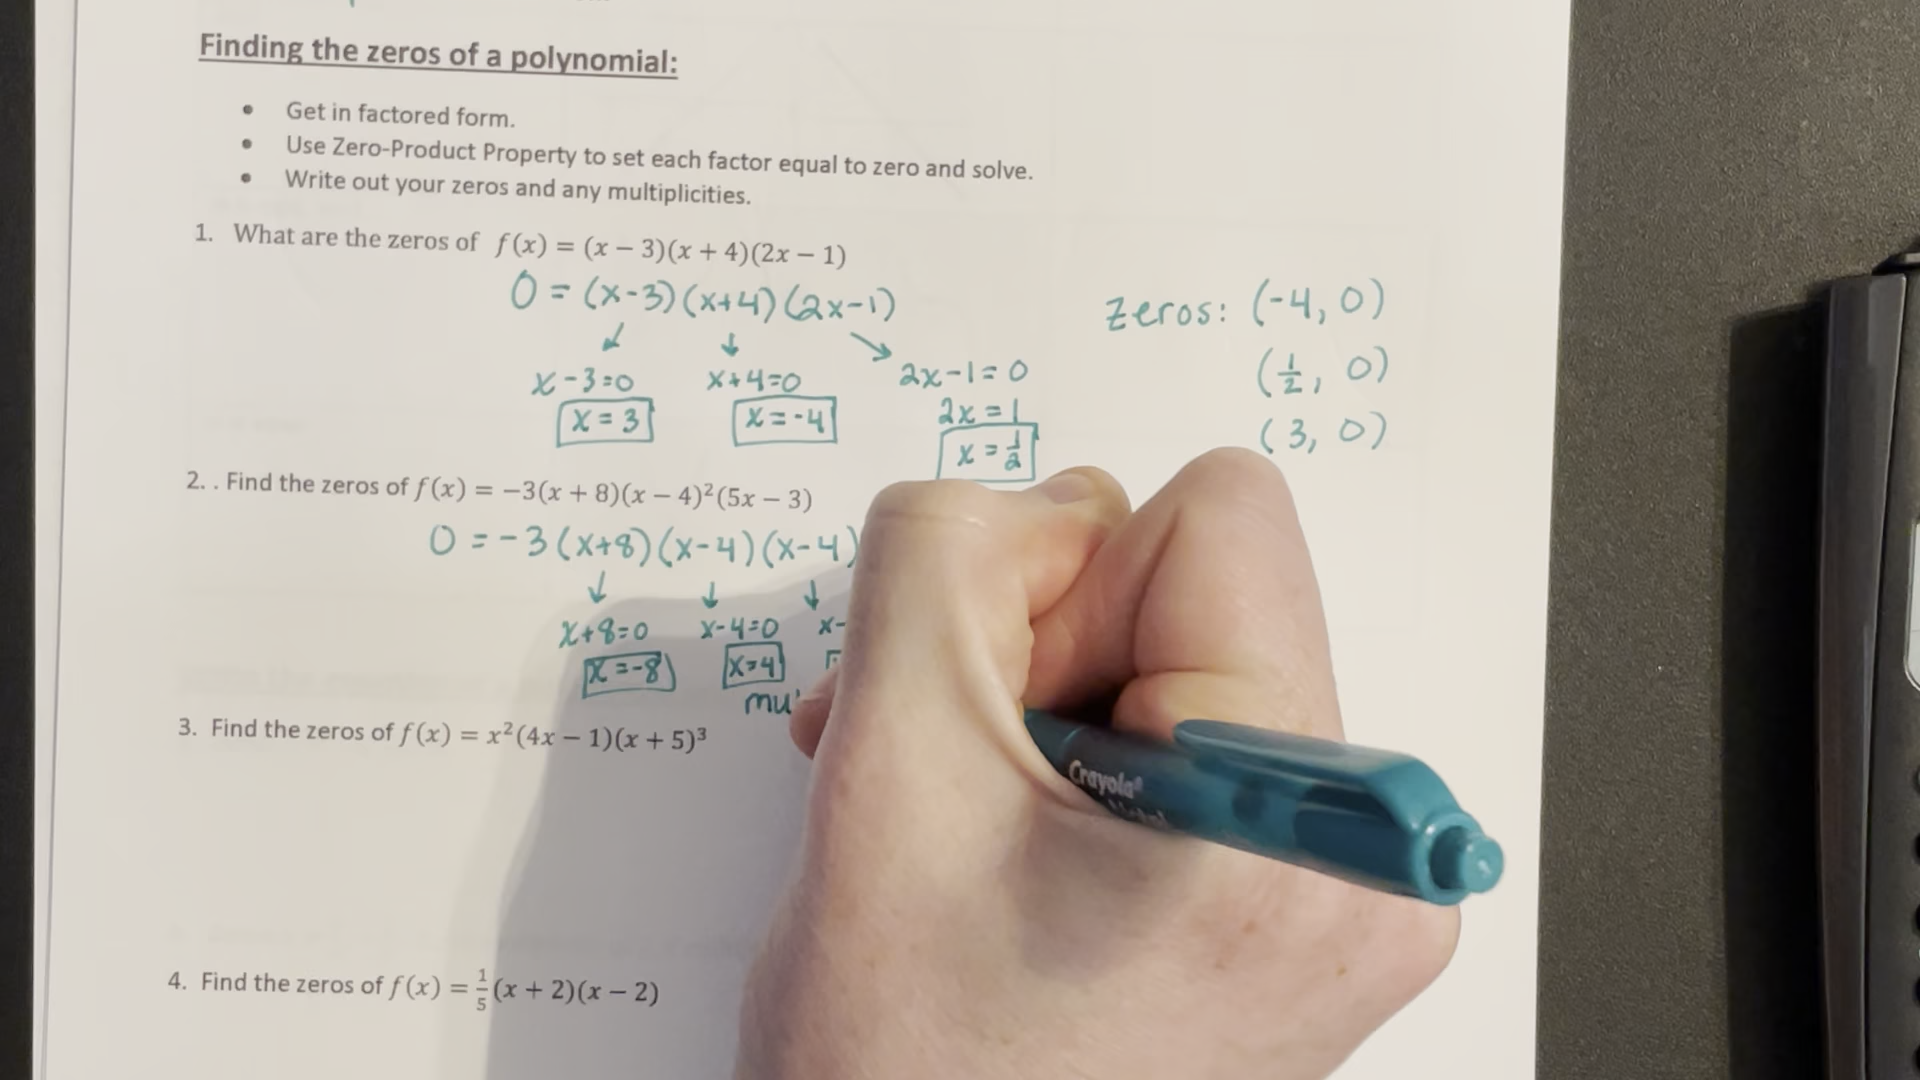 Finding the zeros of a polynomial:
• Get in factored form.
• Use Zero-Product Property to set each factor equal to zero and solve.
• Write out your zeros and any multiplicities.
1. What are the zeros of f(x) = (x − 3)(x + 4)(2x − 1)
0 = (x-3)(x+4)(2x-1)
x-3=0 x+4=0 2x-1=0
x=3 x=-4 2x=1
x=1/2
zeros: (-4, 0)
(1/2, 0)
(3, 0)
2. . Find the zeros of f(x) = −3(x + 8)(x − 4)²(5x − 3)
0 = -3(x+8)(x-4)(x-4)
x+8=0 x-4=0 x-
x=-8 x=4
mu
3. Find the zeros of f(x) = x²(4x − 1)(x + 5)³
4. Find the zeros of f(x) = 1/5(x + 2)(x − 2)
Crayola